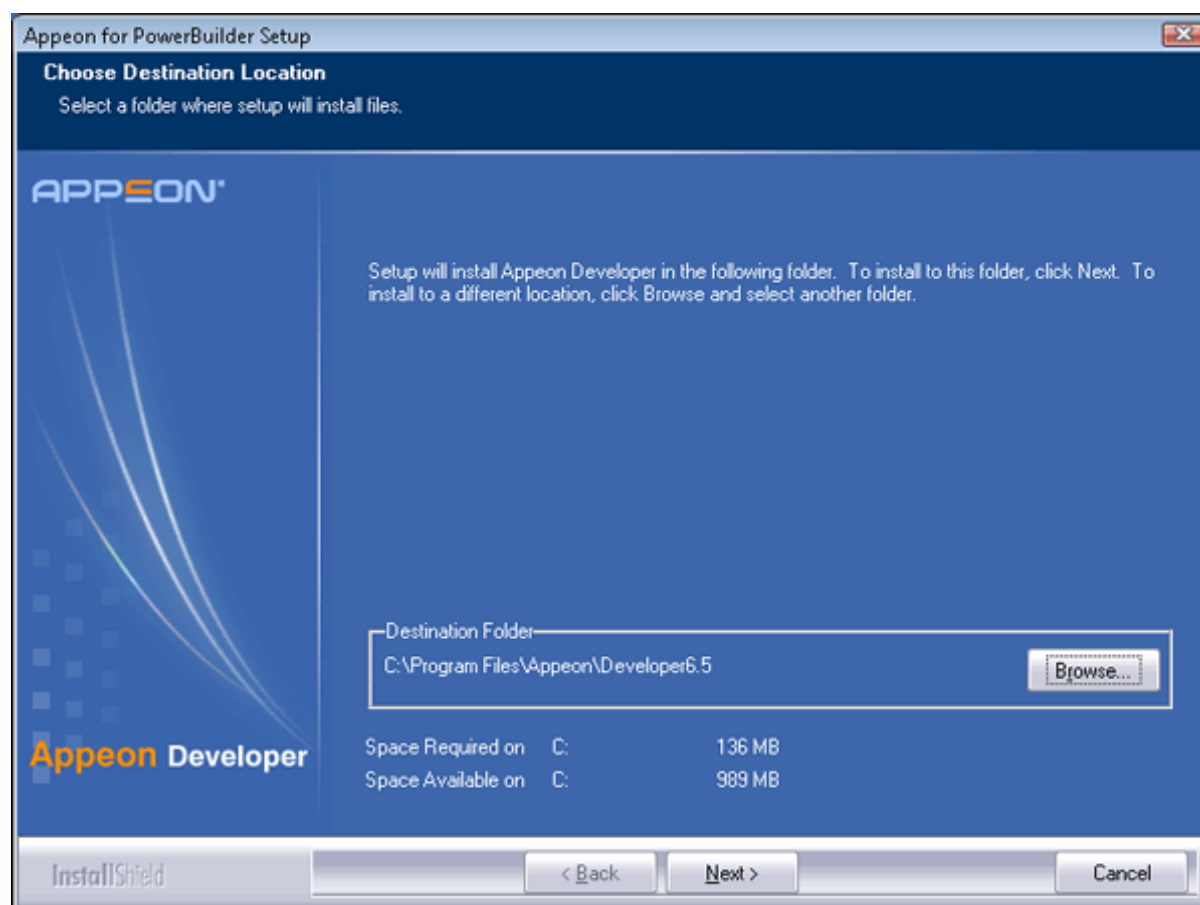 Appeon for PowerBuilder Setup
Choose Destination Location
Select a folder where setup will install files.
APPEON
Setup will install Appeon Developer in the following folder. To install to this folder, click Next. To
install to a different location, click Browse and select another folder.
Destination Folder
C:\Program Files\Appeon\Developer6.5
Browse...
Appeon Developer
Space Required on C: 136 MB
Space Available on C: 989 MB
InstallShield
< Back
Next >
Cancel